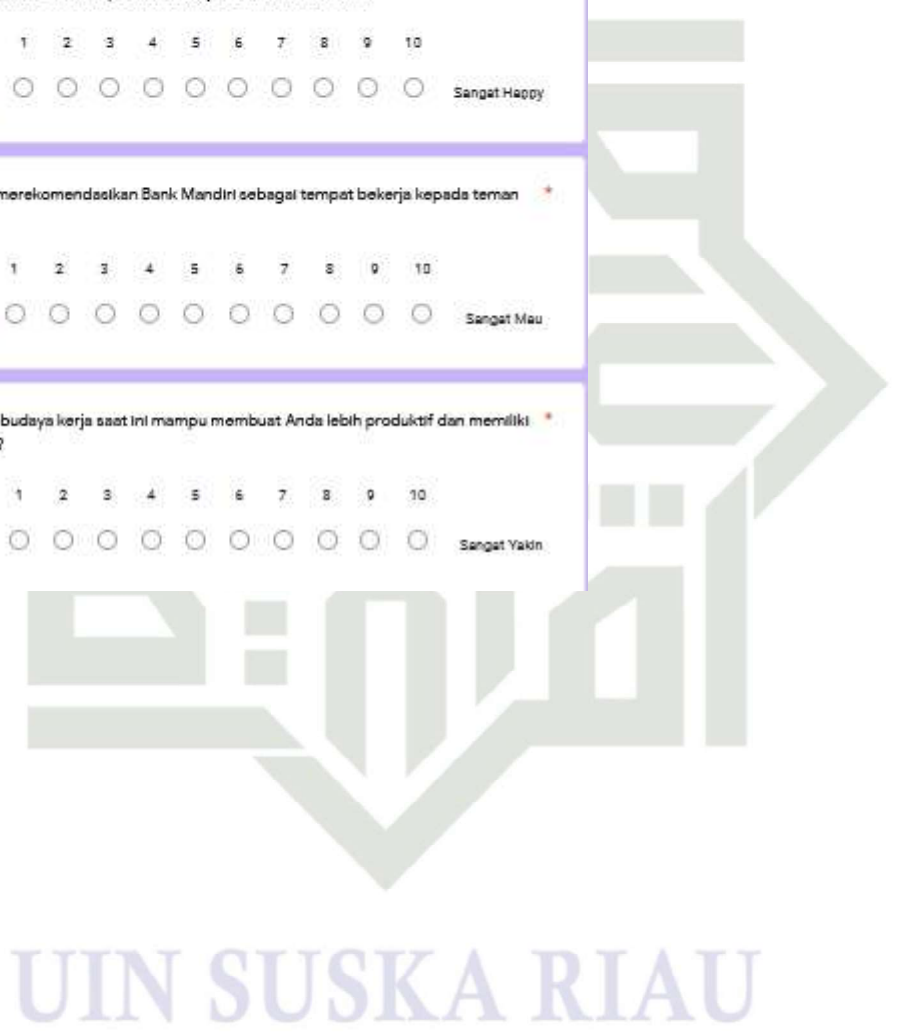 1 2 3 4 5 6 7 8 9 10
Sangat Happy
merekomendasikan Bank Mandiri sebagai tempat bekerja kepada teman *
1 2 3 4 5 6 7 8 9 10
Sangat Mau
budaya kerja saat ini mampu membuat Anda lebih produktif dan memiliki *
?
1 2 3 4 5 6 7 8 9 10
Sangat Yakin
UIN SUSKA RIAU